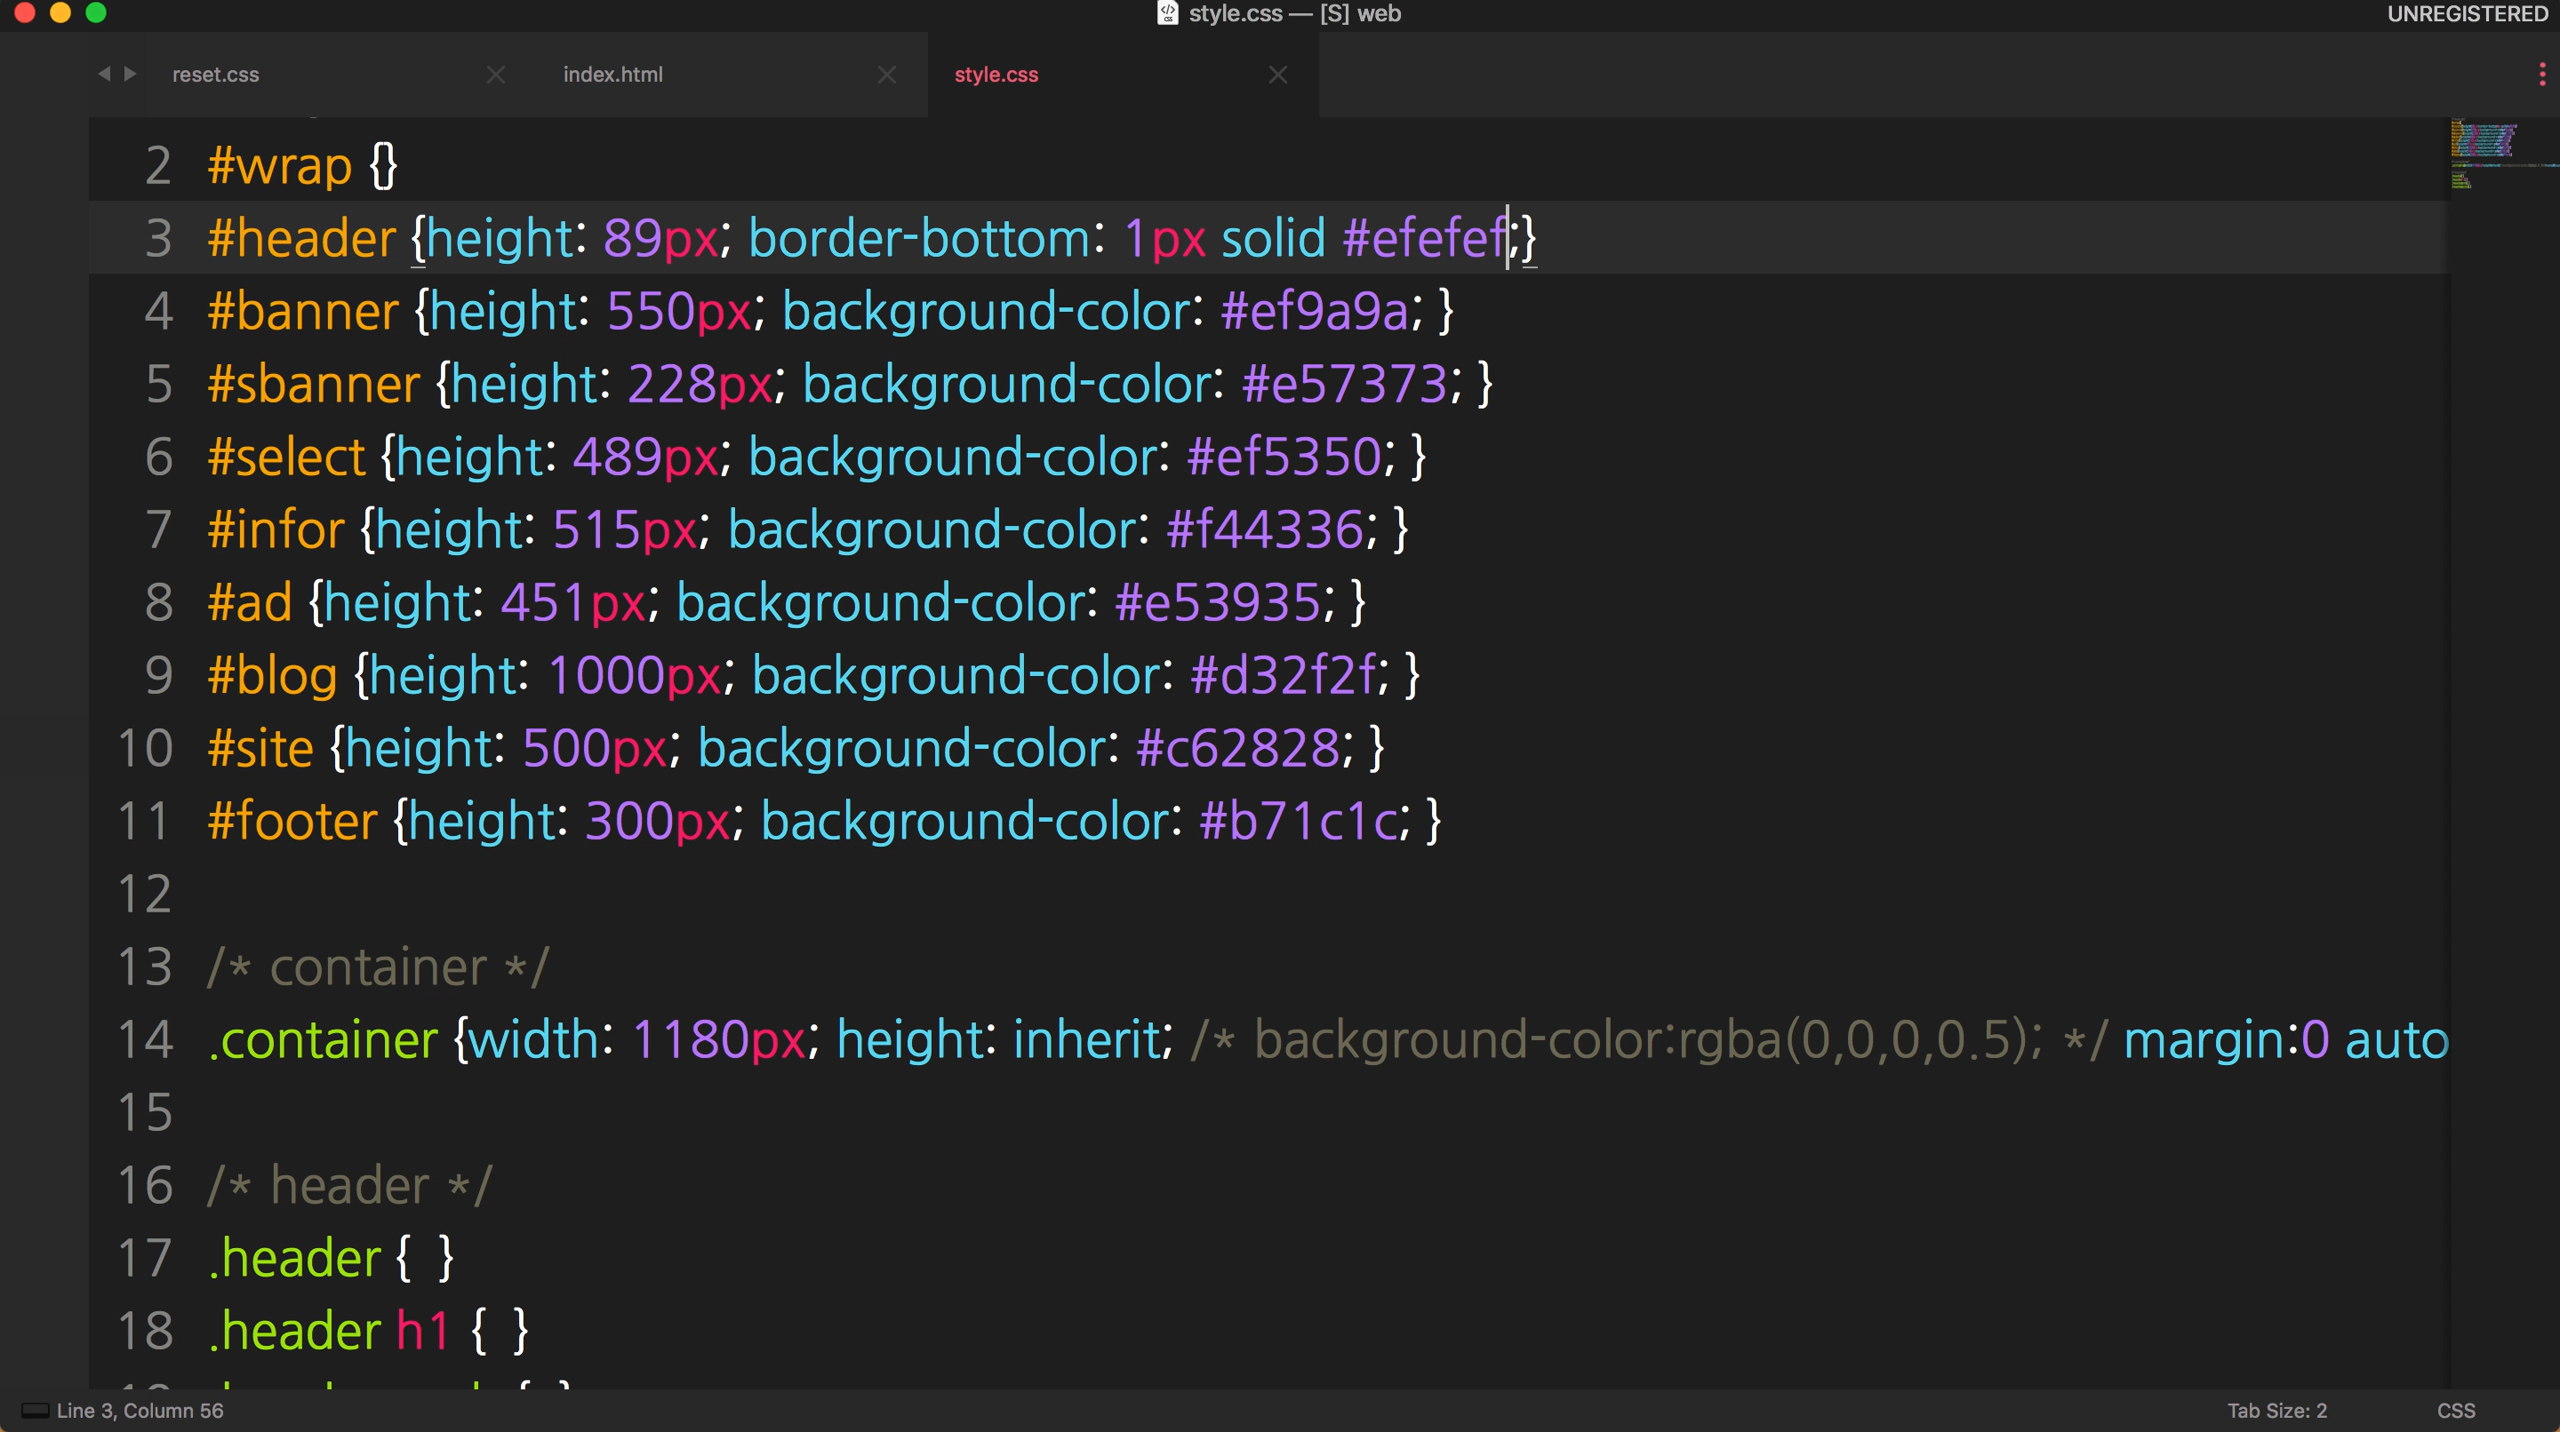 style.css — [S] web
UNREGISTERED
reset.css
index.html
style.css
2 #wrap {}
3 #header {height: 89px; border-bottom: 1px solid #efefef;}
4 #banner {height: 550px; background-color: #ef9a9a; }
5 #sbanner {height: 228px; background-color: #e57373; }
6 #select {height: 489px; background-color: #ef5350; }
7 #infor {height: 515px; background-color: #f44336; }
8 #ad {height: 451px; background-color: #e53935; }
9 #blog {height: 1000px; background-color: #d32f2f; }
10 #site {height: 500px; background-color: #c62828; }
11 #footer {height: 300px; background-color: #b71c1c; }
12
13 /* container */
14 .container {width: 1180px; height: inherit; /* background-color:rgba(0,0,0,0.5); */ margin:0 auto
15
16 /* header */
17 .header {  }
18 .header h1 {  }
Line 3, Column 56
Tab Size: 2
CSS